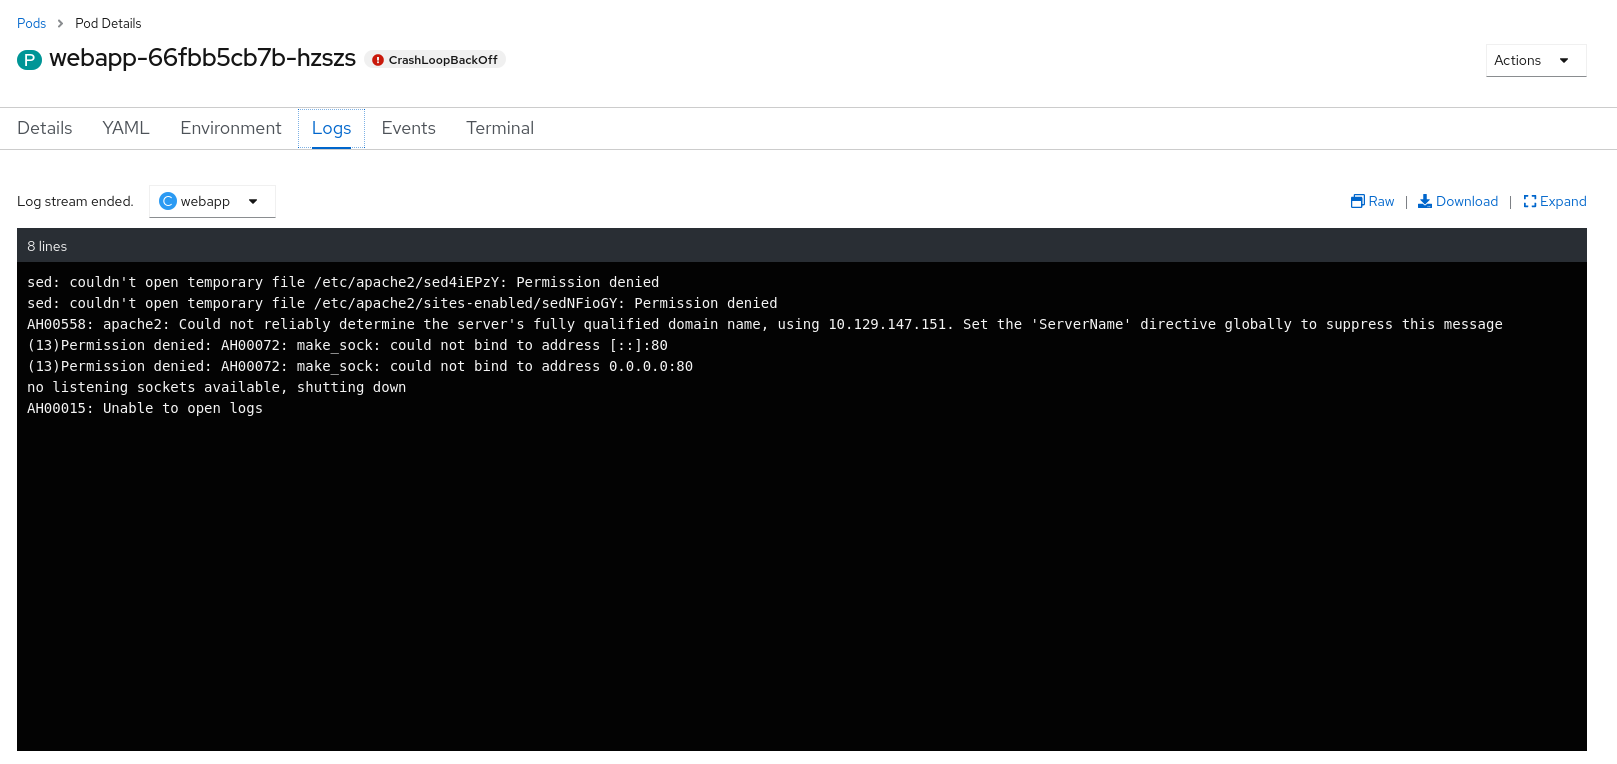 Pods > Pod Details
P webapp-66fbb5cb7b-hzszs CrashLoopBackOff
Actions
Details YAML Environment Logs Events Terminal
Log stream ended. C webapp Raw | Download | Expand
8 lines
sed: couldn't open temporary file /etc/apache2/sed4iEPzY: Permission denied
sed: couldn't open temporary file /etc/apache2/sites-enabled/sedNFioGY: Permission denied
AH00558: apache2: Could not reliably determine the server's fully qualified domain name, using 10.129.147.151. Set the 'ServerName' directive globally to suppress this message
(13)Permission denied: AH00072: make_sock: could not bind to address [::]:80
(13)Permission denied: AH00072: make_sock: could not bind to address 0.0.0.0:80
no listening sockets available, shutting down
AH00015: Unable to open logs